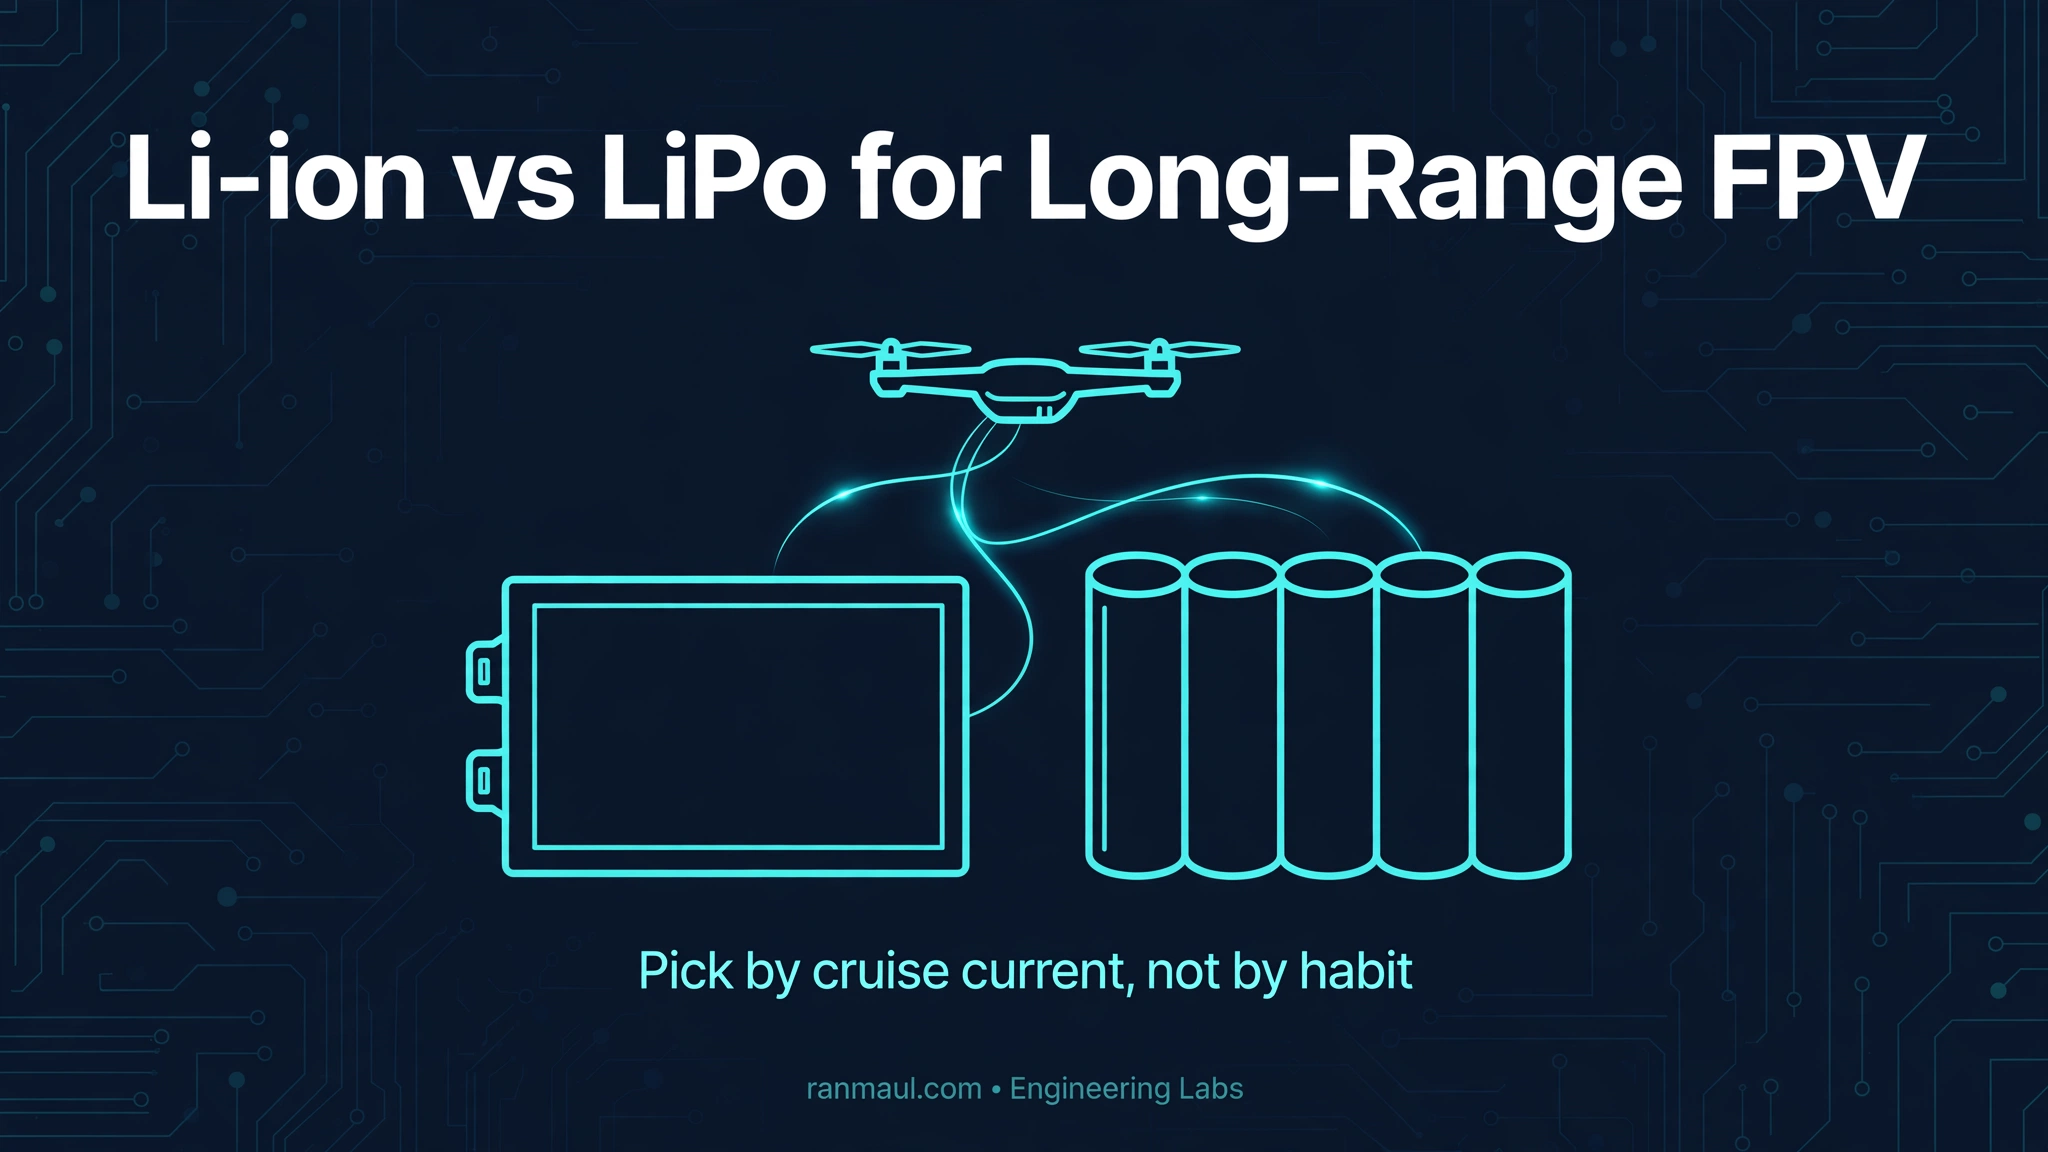 Li-ion vs LiPo for Long-Range FPV
Pick by cruise current, not by habit
ranmaul.com • Engineering Labs